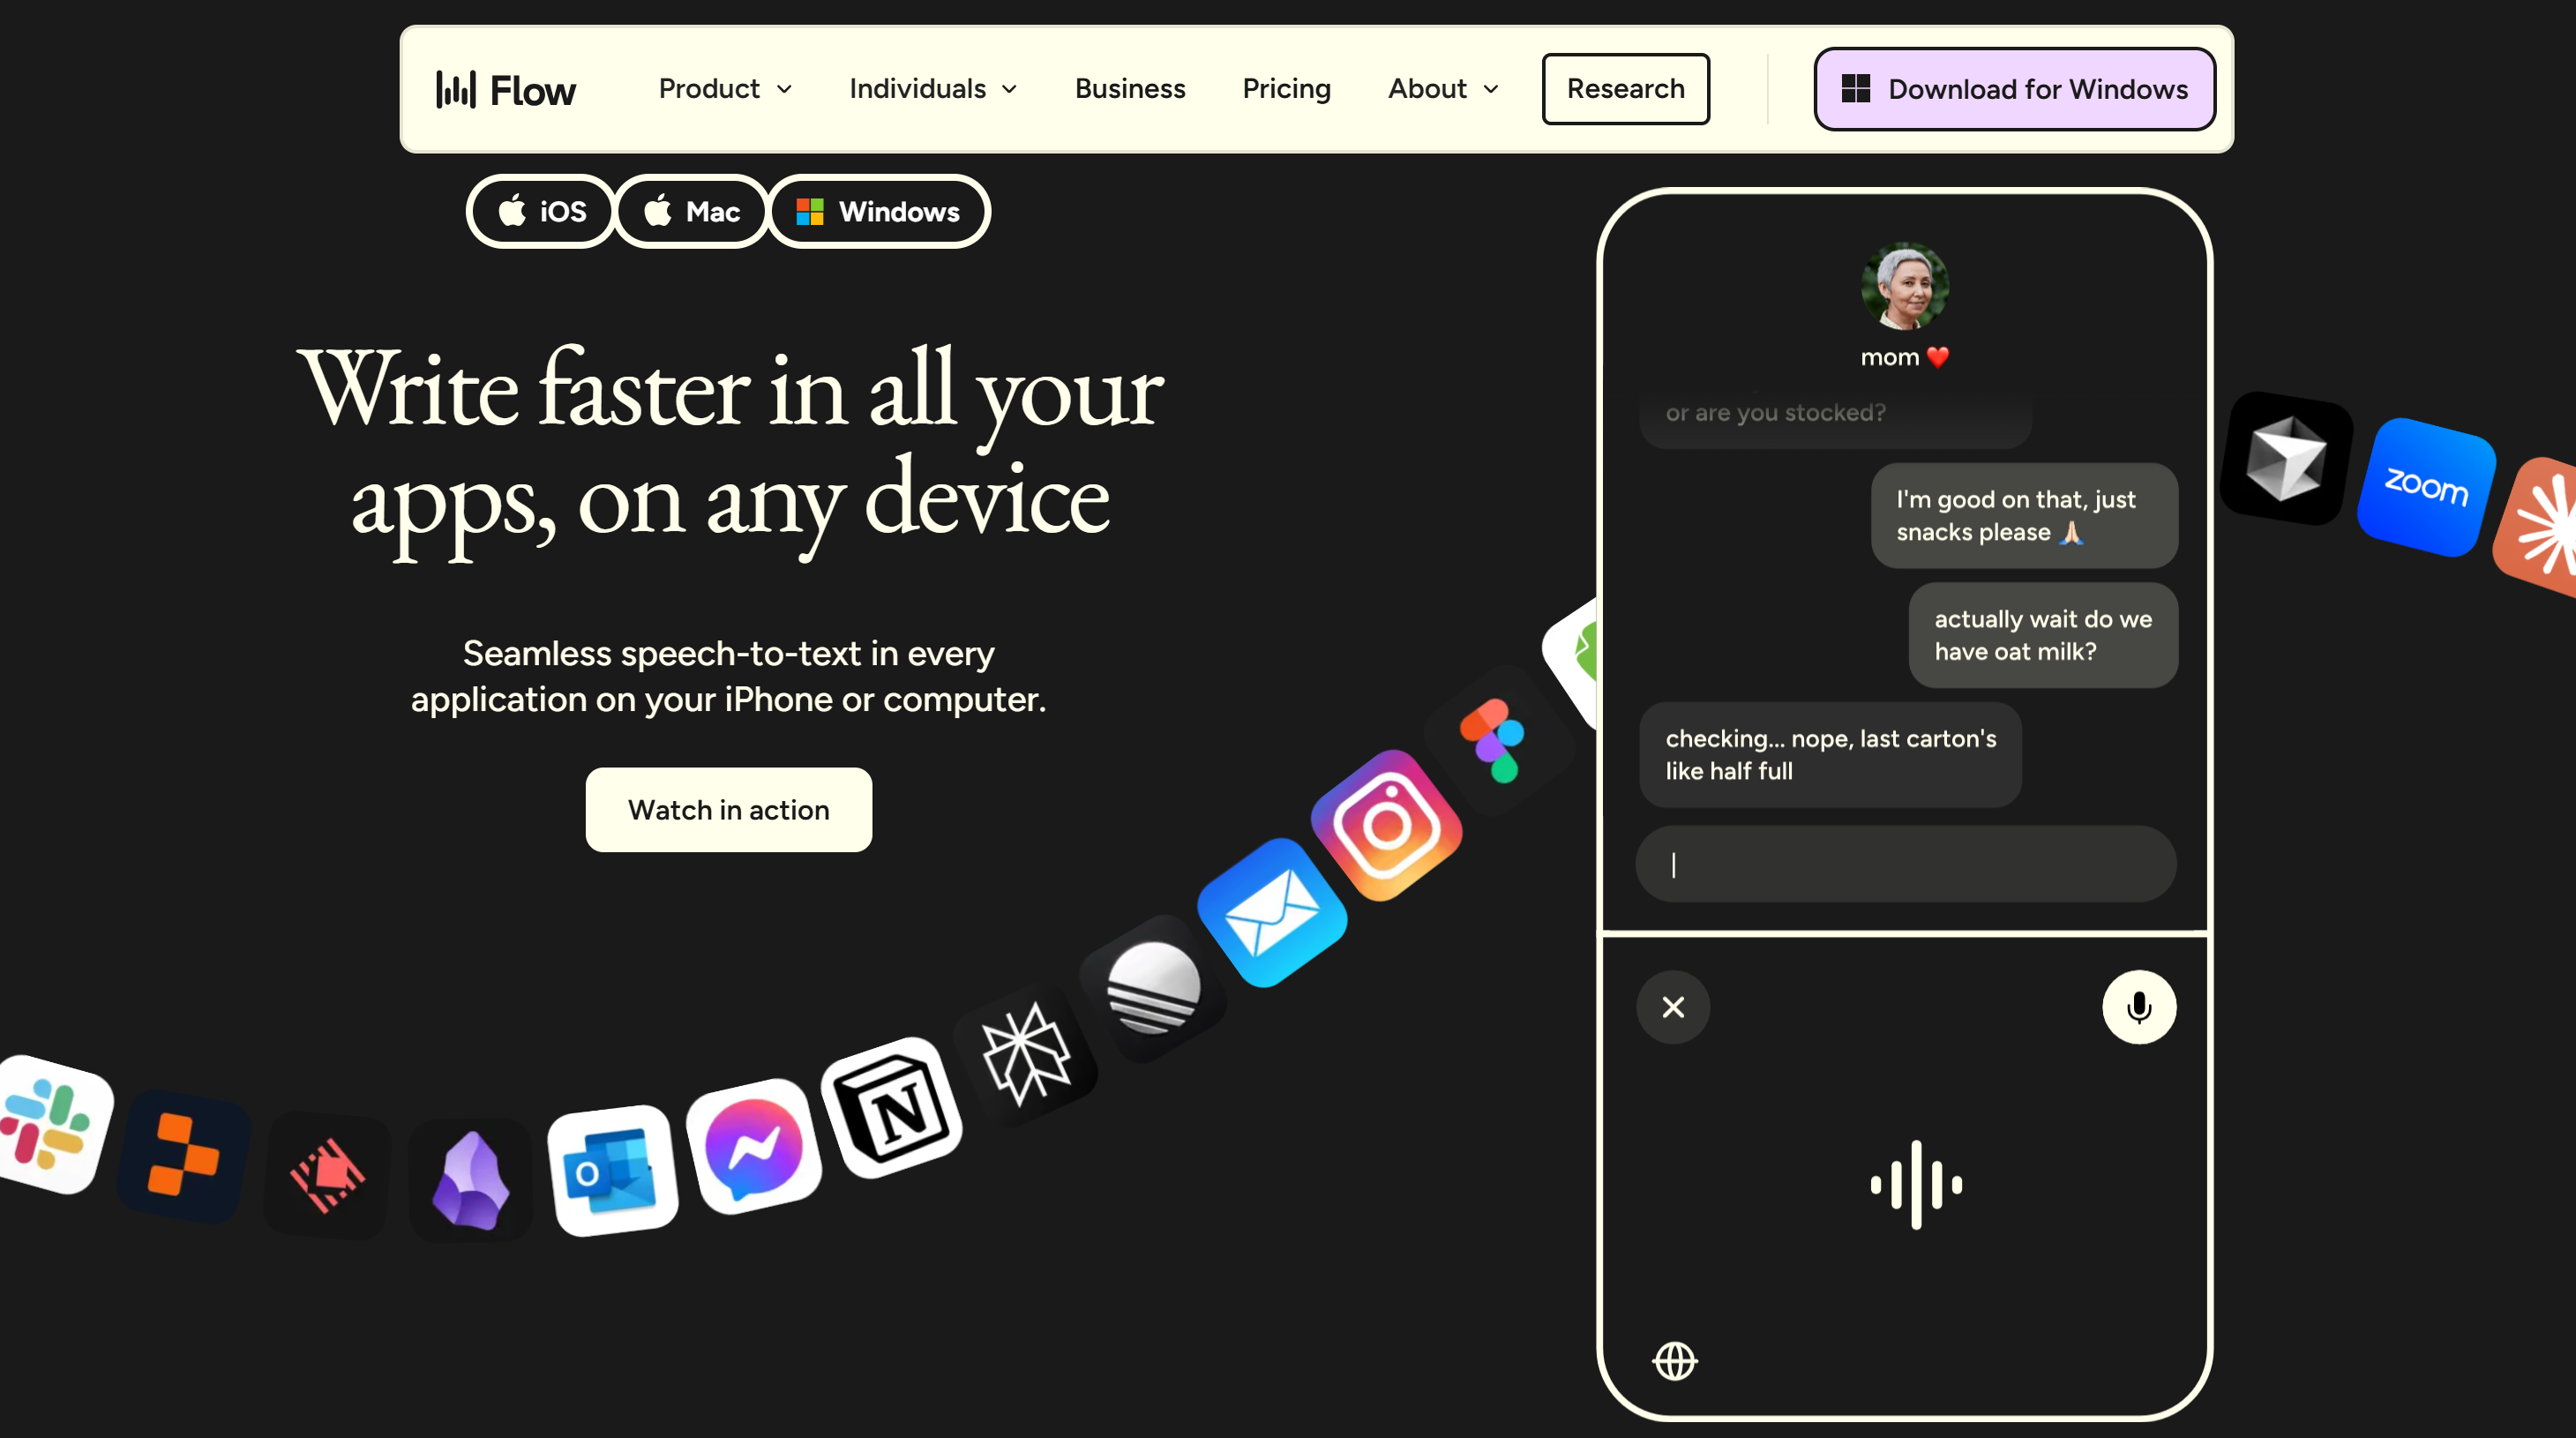 Flow
Product
Individuals
Business
Pricing
About
Research
Download for Windows
iOS
Mac
Windows
Write faster in all your
apps, on any device
Seamless speech-to-text in every
application on your iPhone or computer.
Watch in action
mom ❤️
or are you stocked?
I'm good on that, just
snacks please 🙏🏻
actually wait do we
have oat milk?
checking... nope, last carton's
like half full
zoom
N
O